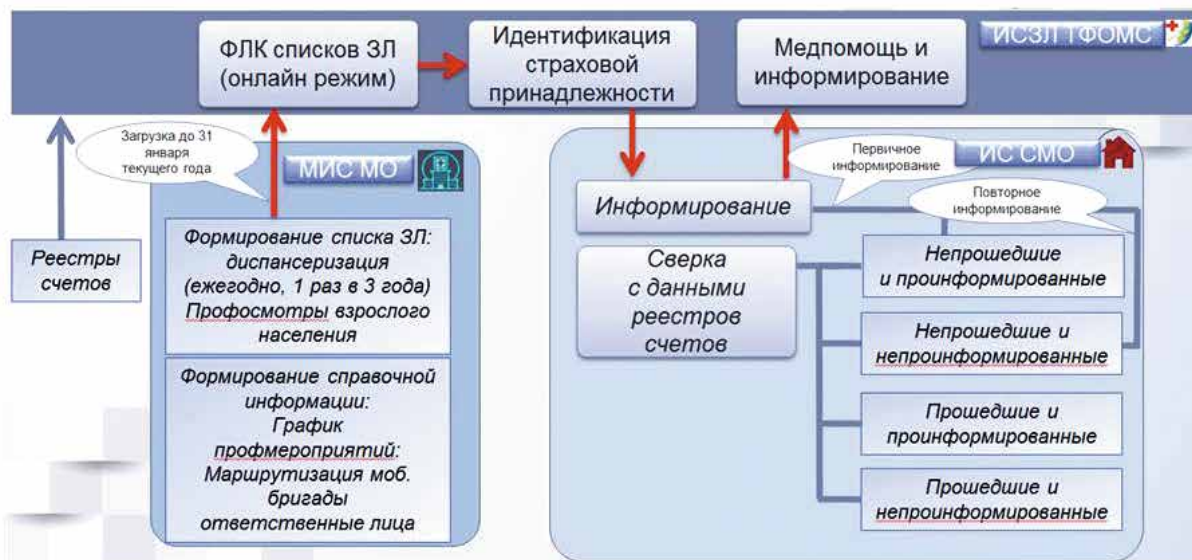 ФЛК списков ЗЛ
(онлайн режим)
Идентификация
страховой
принадлежности
Медпомощь и
информирование
ИСЗЛ ТФОМС
Загрузка до 31
января
текущего года
МИС МО
Первичное
информирование
ИС СМО
Повторное
информирование
Реестры
счетов
Формирование списка ЗЛ:
диспансеризация
(ежегодно, 1 раз в 3 года)
Профосмотры взрослого
населения
Формирование справочной
информации:
График
профмероприятий:
Маршрутизация моб.
бригады
ответственные лица
Информирование
Сверка
с данными
реестров
счетов
Непрошедшие
и проинформированные
Непрошедшие и
непроинформированные
Прошедшие и
проинформированные
Прошедшие и
непроинформированные